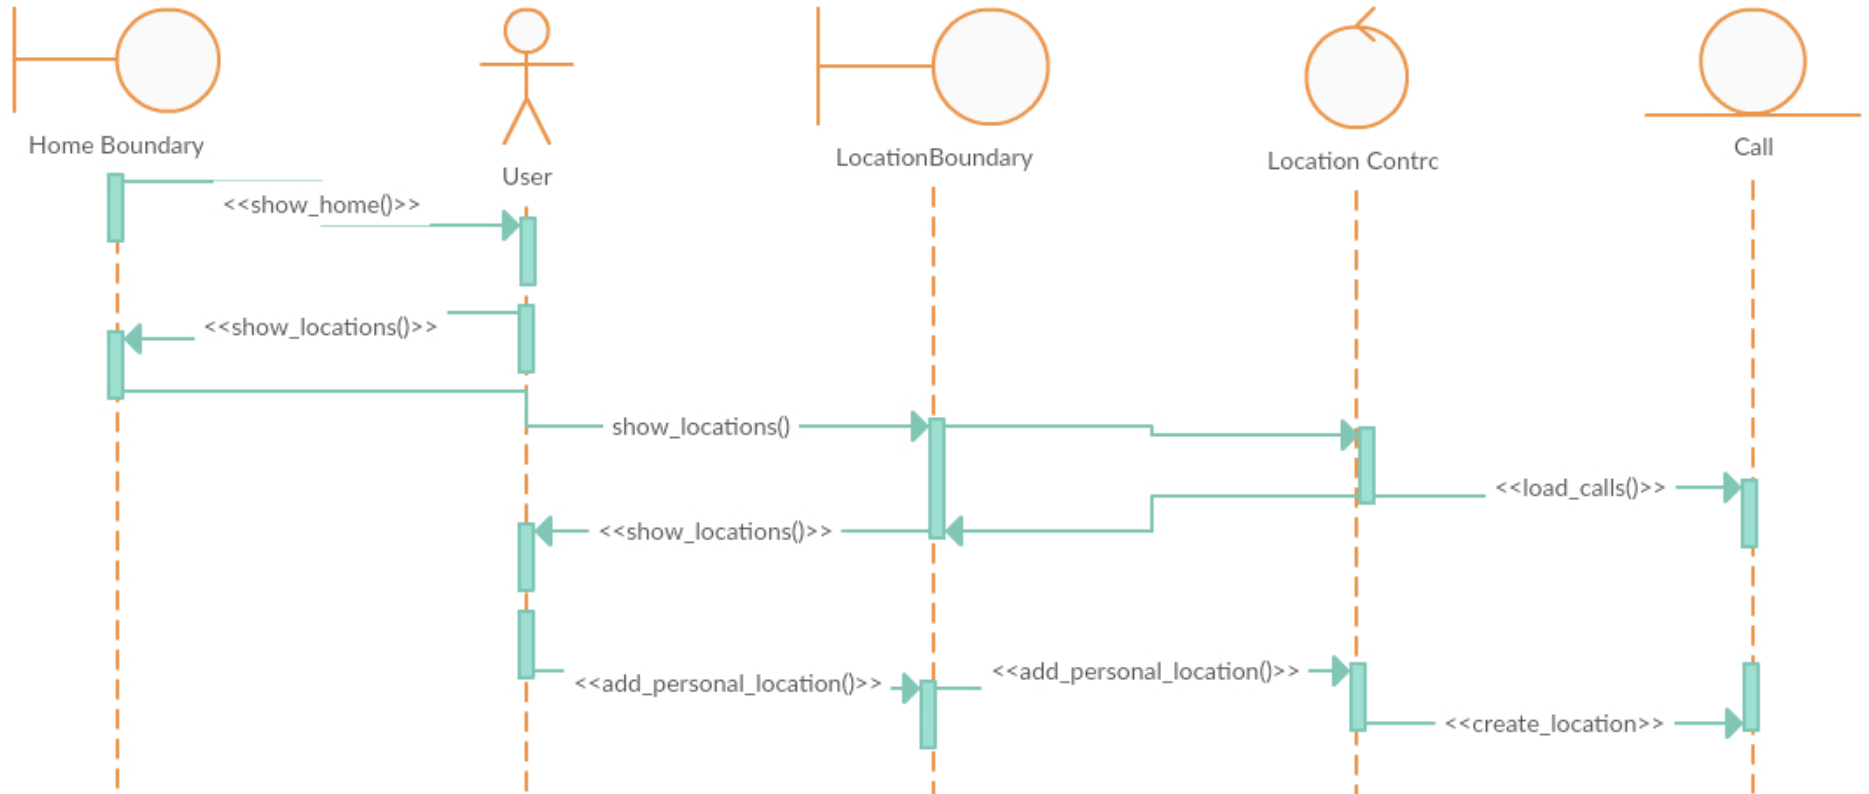 Home Boundary
User
LocationBoundary
Location Contrc
Call
<<show_home()>>
<<show_locations()>>
show_locations()
<<load_calls()>>
<<show_locations()>>
<<add_personal_location()>>
<<add_personal_location()>>
<<create_location>>